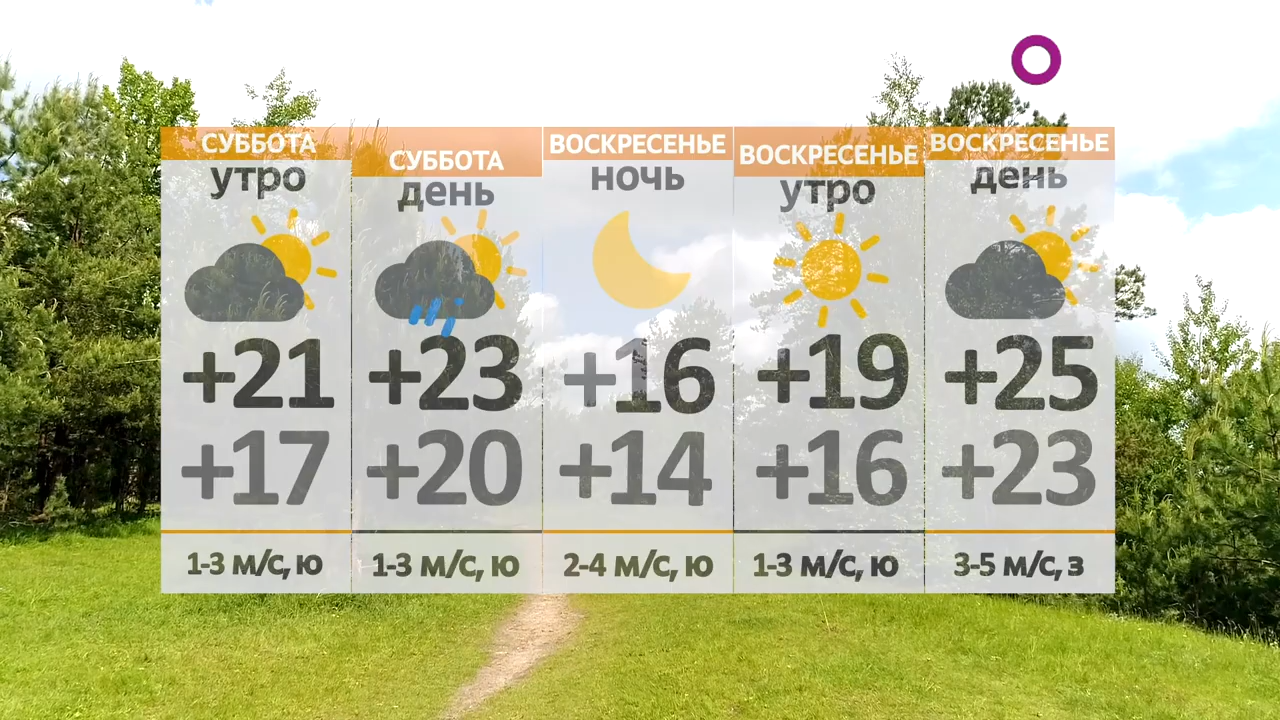 СУББОТА
утро
+21
+17
1-3 м/с, ю
СУББОТА
день
+23
+20
1-3 м/с, ю
ВОСКРЕСЕНЬЕ
ночь
+16
+14
2-4 м/с, ю
ВОСКРЕСЕНЬЕ
утро
+19
+16
1-3 м/с, ю
ВОСКРЕСЕНЬЕ
день
+25
+23
3-5 м/с, з